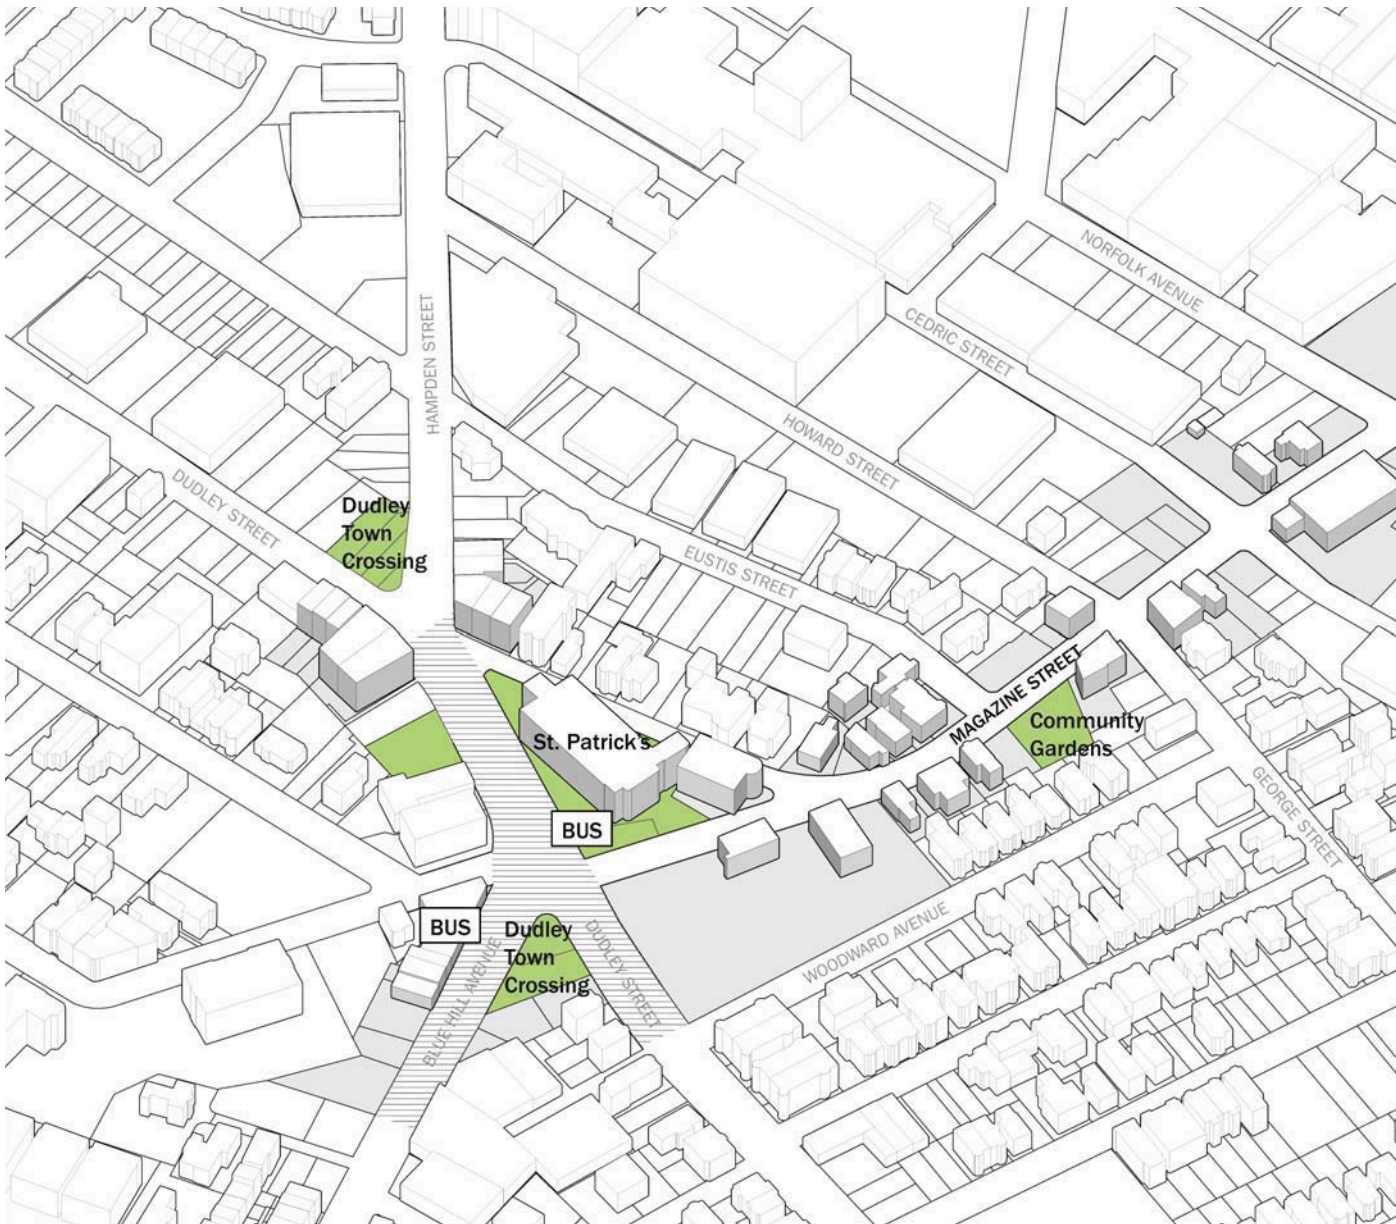 NORFOLK AVENUE
HAMPDEN STREET
CEDRIC STREET
HOWARD STREET
DUDLEY STREET
Dudley
Town
Crossing
EUSTIS STREET
MAGAZINE STREET
Community
Gardens
St. Patrick's
GEORGE STREET
BUS
BUS
Dudley
Town
Crossing
DUDLEY STREET
BLUE HILL AVENUE
WOODWARD AVENUE